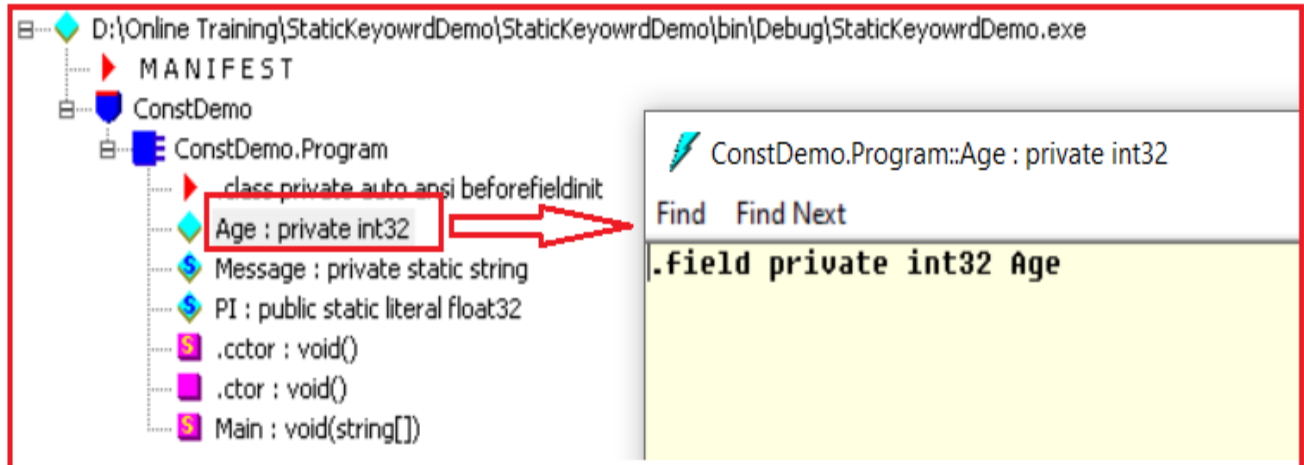 D:\Online Training\StaticKeyowrdDemo\StaticKeyowrdDemo\bin\Debug\StaticKeyowrdDemo.exe
MANIFEST
ConstDemo
ConstDemo.Program
.class private auto ansi beforefieldinit
Age : private int32
Message : private static string
PI : public static literal float32
.cctor : void()
.ctor : void()
Main : void(string[])
ConstDemo.Program::Age : private int32
Find Find Next
.field private int32 Age